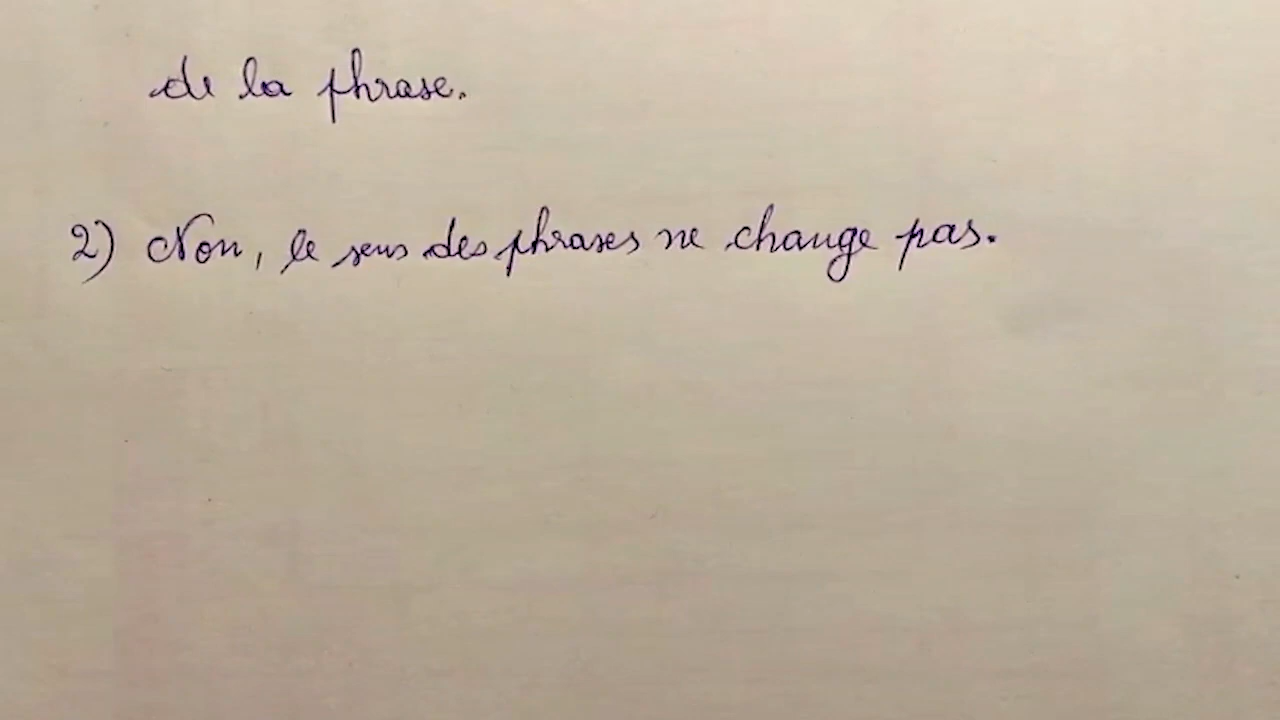 de la phrase.
2) Non, le sens des phrases ne change pas.